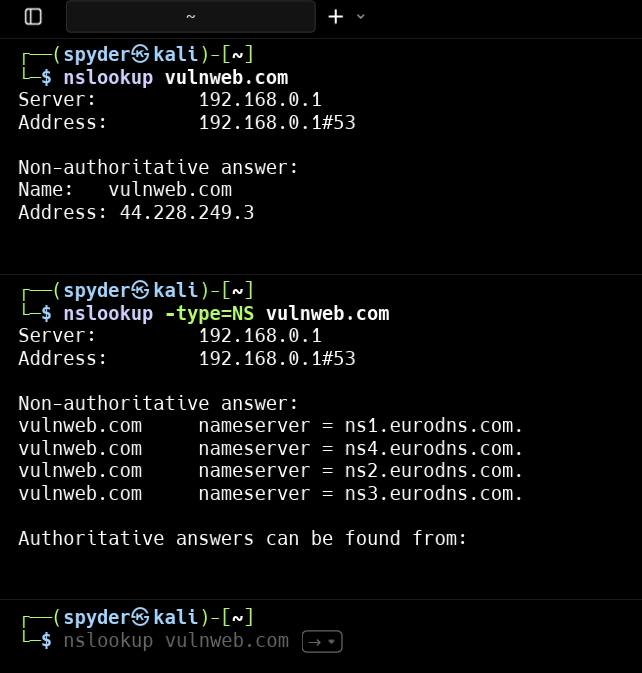 ~
┌──(spyder㉿kali)-[~]
└─$ nslookup vulnweb.com
Server:         192.168.0.1
Address:        192.168.0.1#53
Non-authoritative answer:
Name:   vulnweb.com
Address: 44.228.249.3
┌──(spyder㉿kali)-[~]
└─$ nslookup -type=NS vulnweb.com
Server:         192.168.0.1
Address:        192.168.0.1#53
Non-authoritative answer:
vulnweb.com     nameserver = ns1.eurodns.com.
vulnweb.com     nameserver = ns4.eurodns.com.
vulnweb.com     nameserver = ns2.eurodns.com.
vulnweb.com     nameserver = ns3.eurodns.com.
Authoritative answers can be found from:
┌──(spyder㉿kali)-[~]
└─$ nslookup vulnweb.com